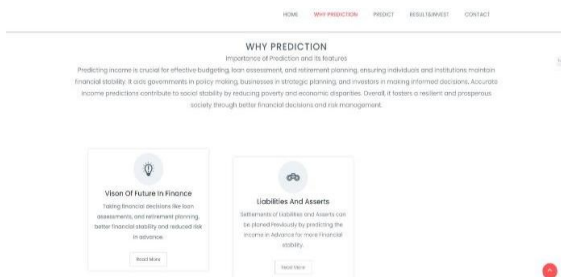 HOME WHY PREDICTION PREDICT RESULTS/INVEST CONTACT
WHY PREDICTION
Importance of Prediction and its features
Predicting income is crucial for effective budgeting, loan assessment, and retirement planning, ensuring individuals and institutions maintain
financial stability. It aids governments in policy making, businesses in strategic planning, and investors in making informed decisions. Accurate
income predictions contribute to social stability by reducing poverty and economic disparities. Overall, it fosters a resilient and prosperous
society through better financial decisions and risk management.
Vison Of Future In Finance
Taking financial decisions like loan
assessments, and retirement planning,
better financial stability and reduced risk
in advance.
Read More
Liabilities And Asserts
Settlements of Liabilities and Asserts can
be planed Previously by predicting the
income in Advance for more Financial
stability.
Read More